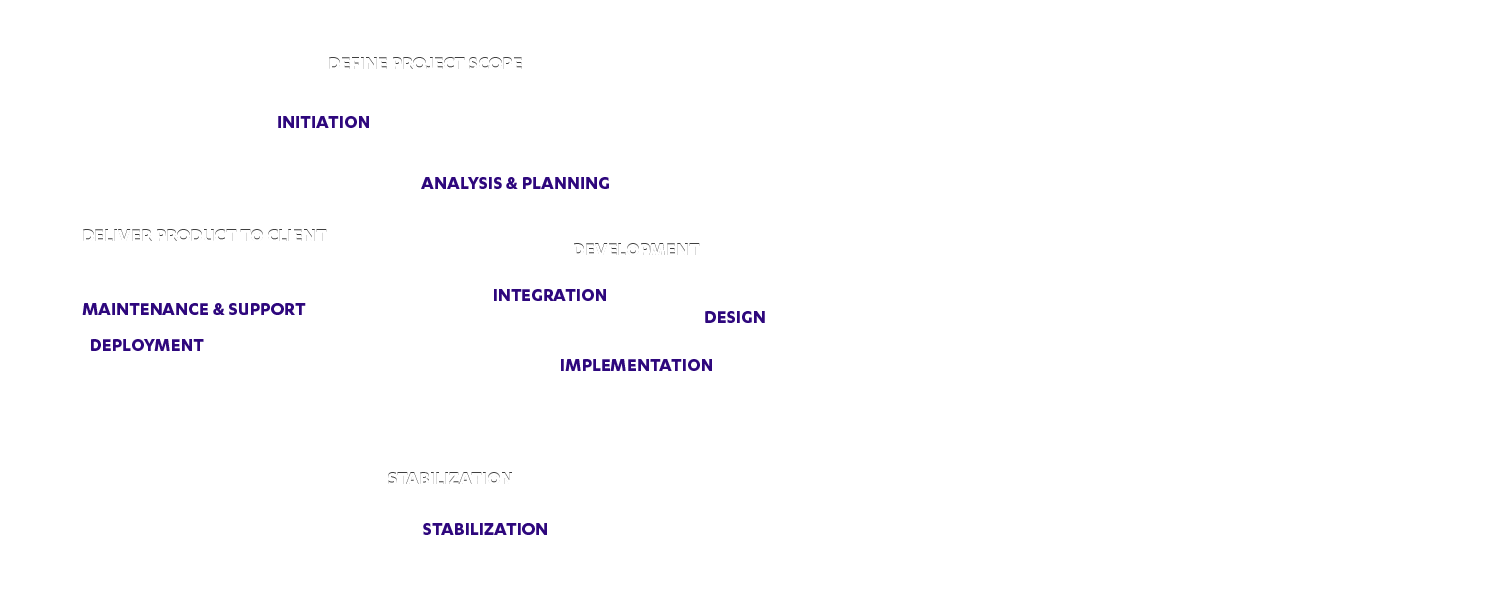 DEFINE PROJECT SCOPE
INITIATION
ANALYSIS & PLANNING
DELIVER PRODUCT TO CLIENT
DEVELOPMENT
INTEGRATION
MAINTENANCE & SUPPORT
DESIGN
DEPLOYMENT
IMPLEMENTATION
STABILIZATION
STABILIZATION